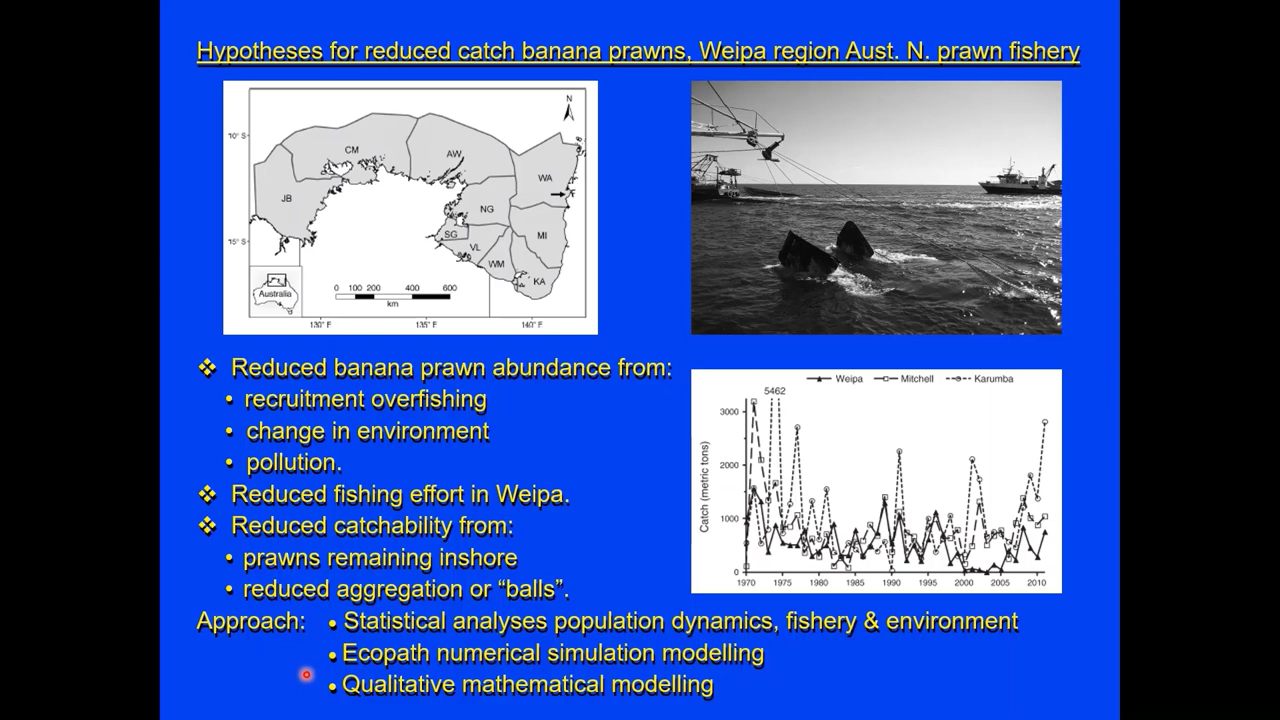 Hypotheses for reduced catch banana prawns, Weipa region Aust. N. prawn fishery
N
10° S
CM
AW
WA
JB
NG
SG
MI
15° S
VL
WM
KA
Australia
0 100 200 400 600
km
130° E 135° E 140° E
❖ Reduced banana prawn abundance from:
• recruitment overfishing
• change in environment
• pollution.
❖ Reduced fishing effort in Weipa.
❖ Reduced catchability from:
• prawns remaining inshore
• reduced aggregation or “balls”.
Weipa Mitchell Karumba
5462
Catch (metric tons)
3000
2000
1000
0
1970 1975 1980 1985 1990 1995 2000 2005 2010
Approach: • Statistical analyses population dynamics, fishery & environment
• Ecopath numerical simulation modelling
• Qualitative mathematical modelling